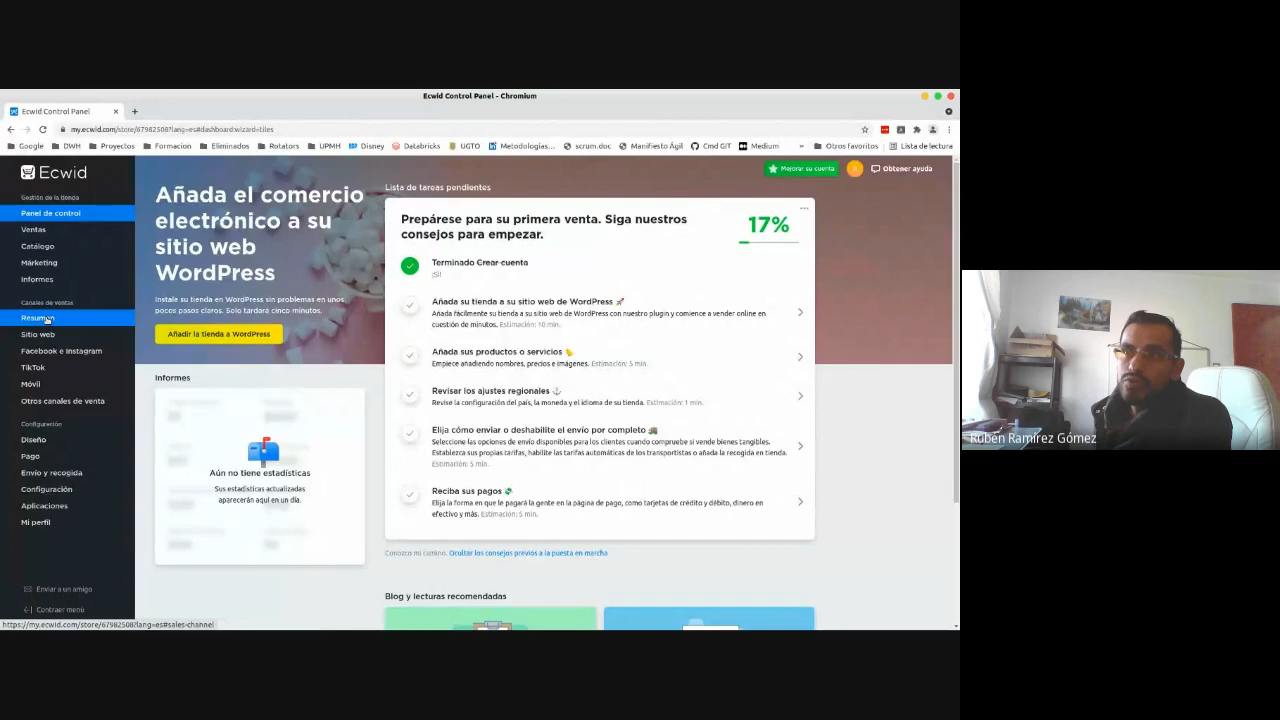 Ecwid Control Panel - Chromium
Ecwid Control Panel
my.ecwid.com/store/67982508?lang=es#dashboard:wizard=tiles
Google DWH Proyectos Formacion Eliminados Rotators UPMH Disney Databricks UGTO Metodologías... scrum.doc Manifiesto Ágil Cmd GIT Medium » Otros favoritos Lista de lectura
Ecwid
Gestión de la tienda
Panel de control
Ventas
Catálogo
Márketing
Informes
Canales de ventas
Resumen
Sitio web
Facebook e Instagram
TikTok
Móvil
Otros canales de venta
Configuración
Diseño
Pago
Envío y recogida
Configuración
Aplicaciones
Mi perfil
Enviar a un amigo
Contraer menú
https://my.ecwid.com/store/67982508?lang=es#sales-channel
Mejorar su cuenta
Obtener ayuda
Añada el comercio
electrónico a su
sitio web
WordPress
Instale su tienda en WordPress sin problemas en unos
pocos pasos claros. Solo tardará cinco minutos.
Añadir la tienda a WordPress
Informes
Aún no tiene estadísticas
Sus estadísticas actualizadas
aparecerán aquí en un día.
Lista de tareas pendientes
Prepárese para su primera venta. Siga nuestros
consejos para empezar.
17%
Terminado Crear cuenta
¡Sí!
Añada su tienda a su sitio web de WordPress 🚀
Añada fácilmente su tienda a su sitio web de WordPress con nuestro plugin y comience a vender online en
cuestión de minutos. Estimación: 10 min.
Añada sus productos o servicios
Empiece añadiendo nombres, precios e imágenes. Estimación: 5 min.
Revisar los ajustes regionales ⚓
Revise la configuración del país, la moneda y el idioma de su tienda. Estimación: 1 min.
Elija cómo enviar o deshabilite el envío por completo 🚚
Seleccione las opciones de envío disponibles para los clientes cuando compruebe si vende bienes tangibles.
Establezca sus propias tarifas, habilite las tarifas automáticas de los transportistas o añada la recogida en tienda.
Estimación: 5 min.
Reciba sus pagos 💸
Elija la forma en que le pagará la gente en la página de pago, como tarjetas de crédito y débito, dinero en
efectivo y más. Estimación: 5 min.
Conozco mi camino. Ocultar los consejos previos a la puesta en marcha
Blog y lecturas recomendadas
Rubén Ramírez Gómez